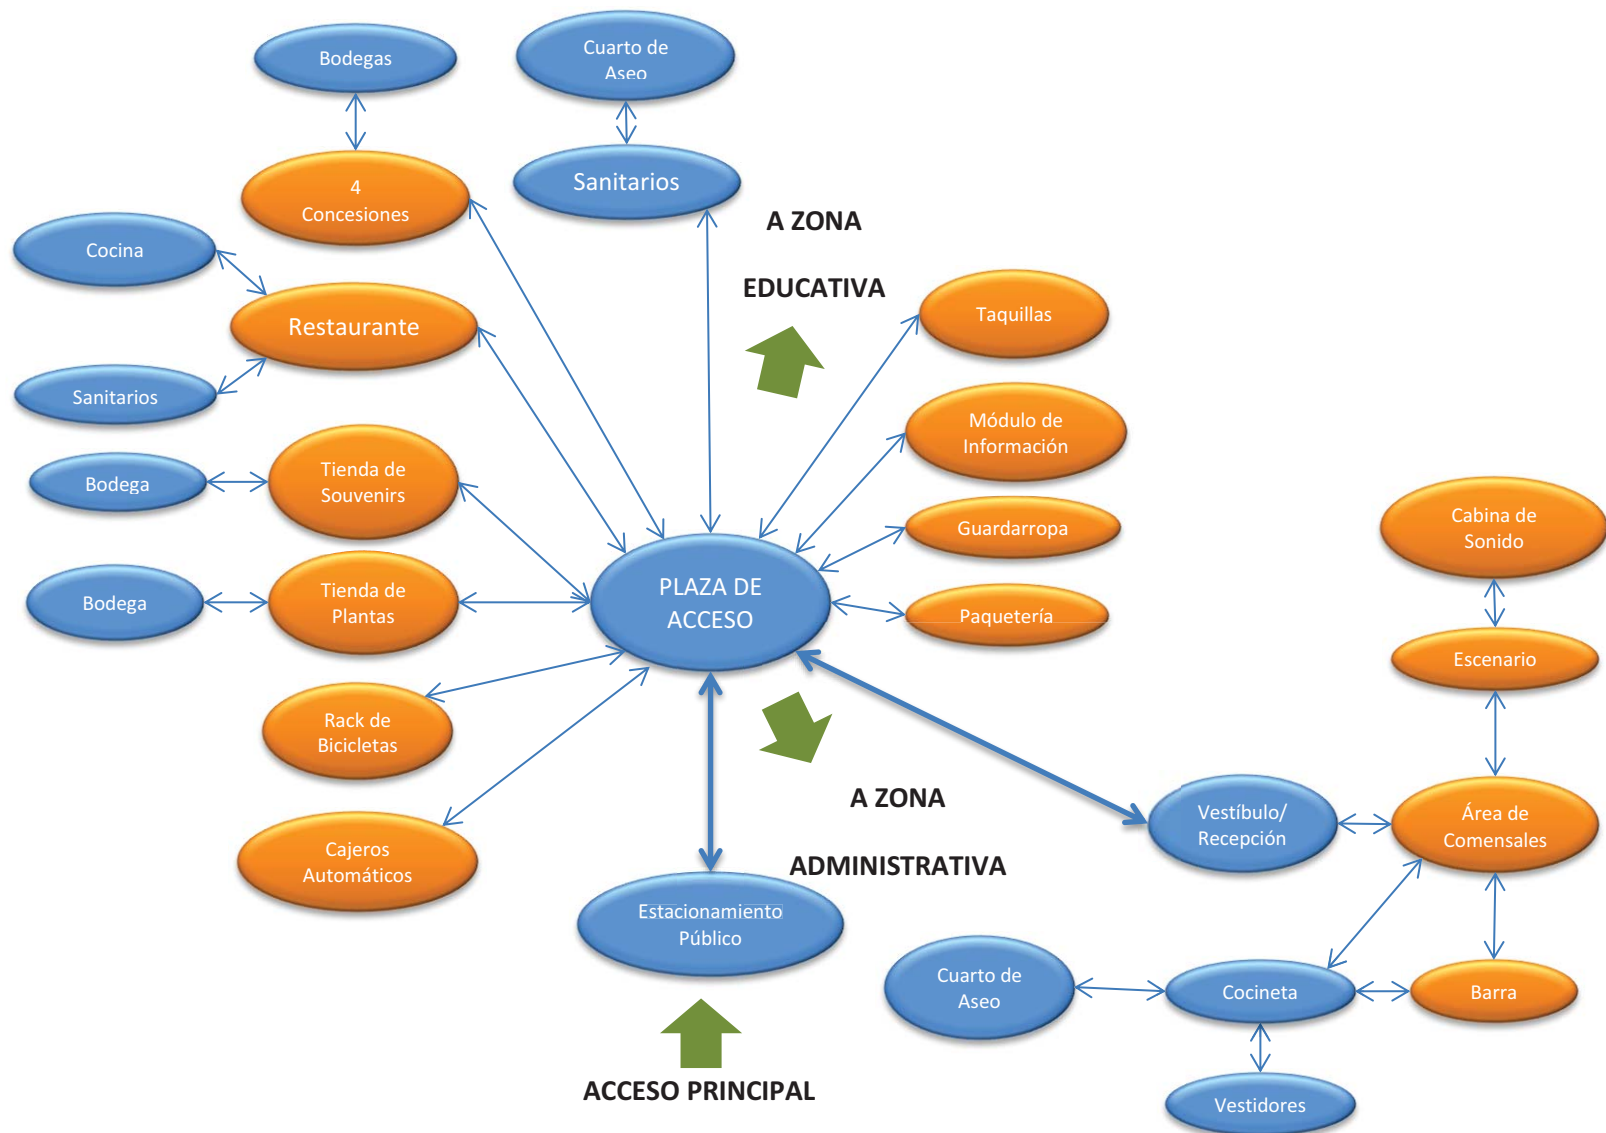 Bodegas
Cuarto de
Aseo
4
Concesiones
Sanitarios
A ZONA
EDUCATIVA
Cocina
Restaurante
Sanitarios
Taquillas
Módulo de
Información
Tienda de
Souvenirs
Bodega
Guardarropa
Cabina de
Sonido
PLAZA DE
ACCESO
Tienda de
Plantas
Bodega
Paquetería
Escenario
Rack de
Bicicletas
A ZONA
ADMINISTRATIVA
Vestíbulo/
Recepción
Área de
Comensales
Cajeros
Automáticos
Estacionamiento
Público
Cuarto de
Aseo
Cocineta
Barra
ACCESO PRINCIPAL
Vestidores